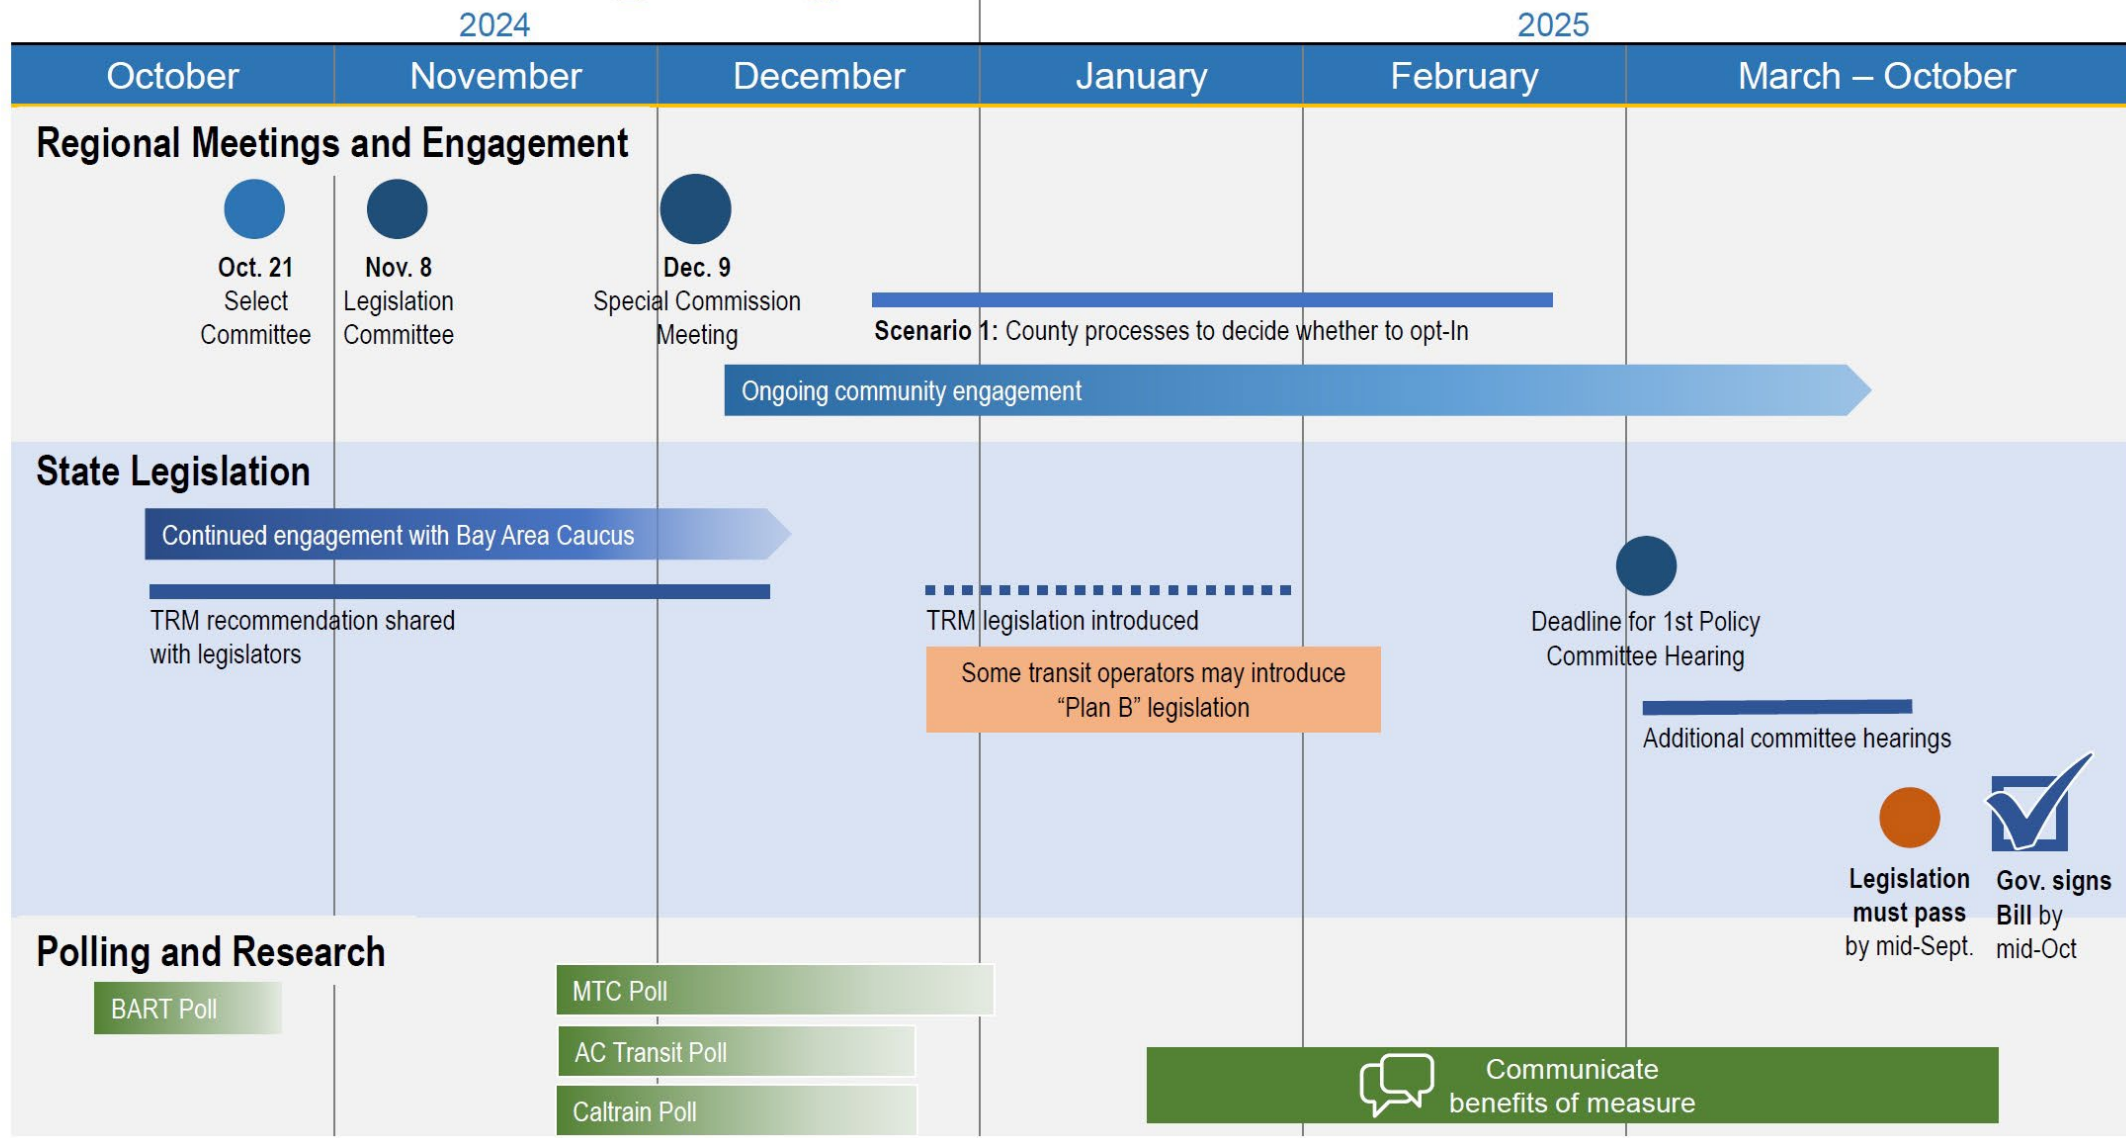 2024
2025
October
November
December
January
February
March – October
Regional Meetings and Engagement
Oct. 21
Select
Committee
Nov. 8
Legislation
Committee
Dec. 9
Special Commission
Meeting
Scenario 1: County processes to decide whether to opt-In
Ongoing community engagement
State Legislation
Continued engagement with Bay Area Caucus
TRM recommendation shared
with legislators
TRM legislation introduced
Some transit operators may introduce
“Plan B” legislation
Deadline for 1st Policy
Committee Hearing
Additional committee hearings
Legislation
must pass
by mid-Sept.
Gov. signs
Bill by
mid-Oct
Polling and Research
BART Poll
MTC Poll
AC Transit Poll
Caltrain Poll
Communicate
benefits of measure